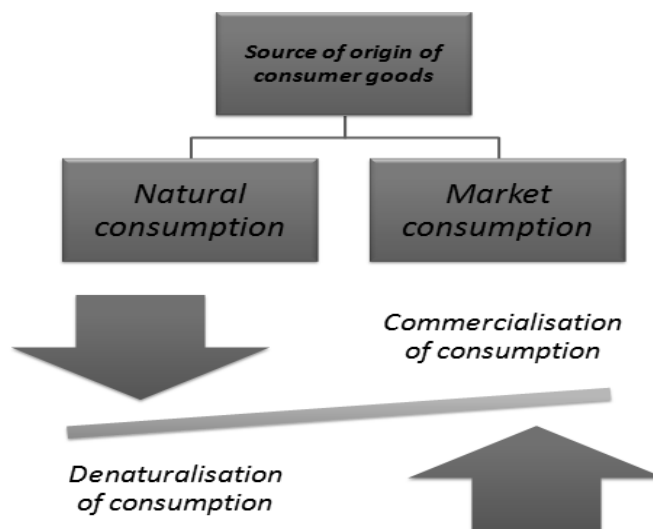 Source of origin of
consumer goods
Natural
consumption
Market
consumption
Commercialisation
of consumption
Denaturalisation
of consumption